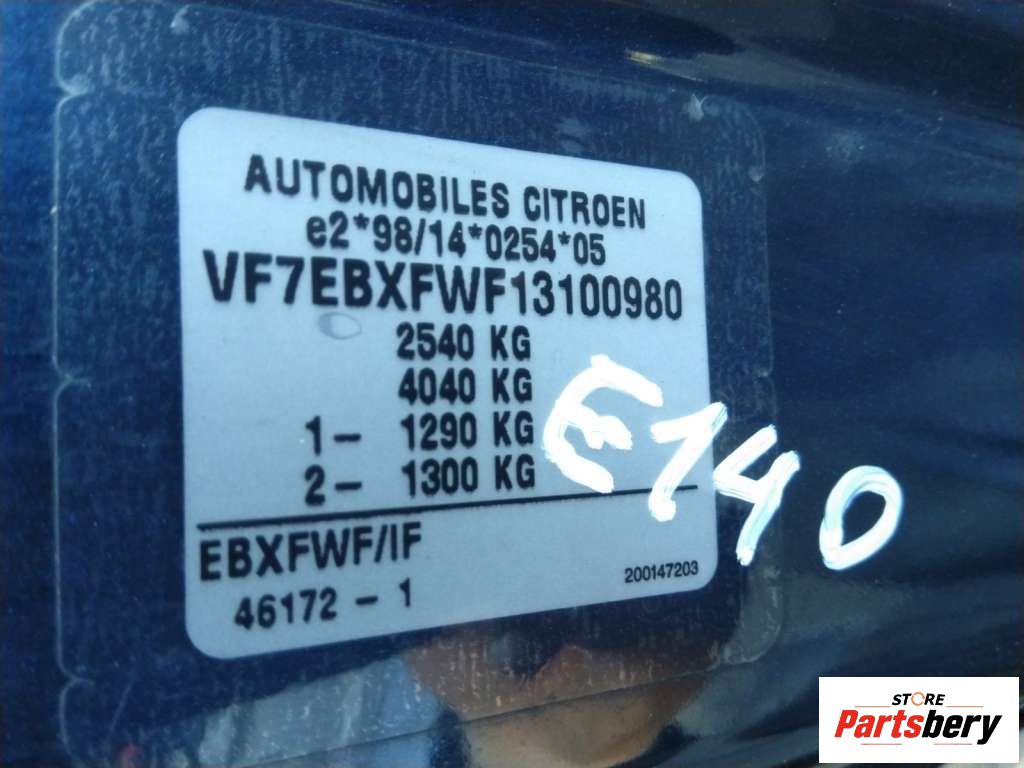 AUTOMOBILES CITROEN
e2*98/14*0254*05
VF7EBXFWF13100980
2540 KG
4040 KG
1- 1290 KG
2- 1300 KG
E140
EBXFWF/IF
200147203
46172 - 1
STORE
Partsbery